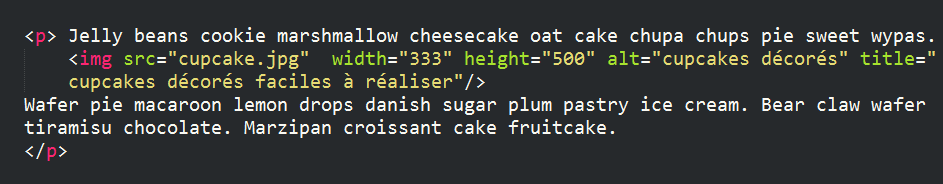 <p> Jelly beans cookie marshmallow cheesecake oat cake chupa chups pie sweet wypas.
<img src="cupcake.jpg"  width="333" height="500" alt="cupcakes décorés" title="
cupcakes décorés faciles à réaliser"/>
Wafer pie macaroon lemon drops danish sugar plum pastry ice cream. Bear claw wafer
tiramisu chocolate. Marzipan croissant cake fruitcake.
</p>